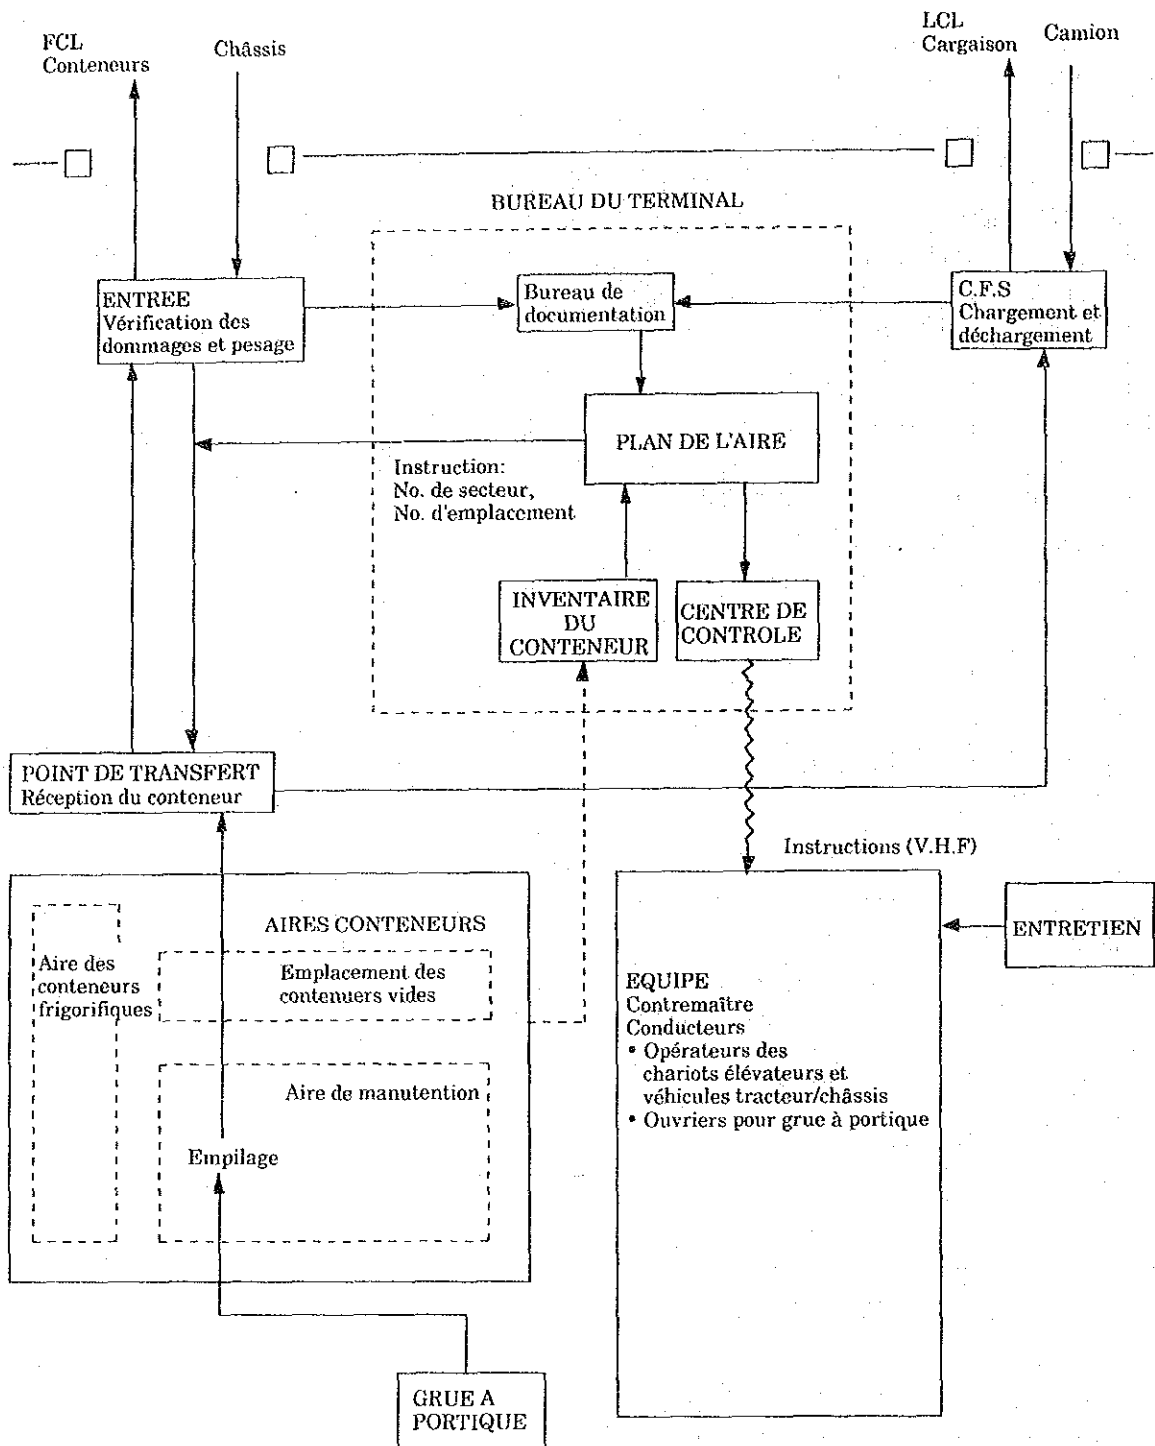 FCL
Conteneurs
Châssis
LCL
Cargaison
Camion
BUREAU DU TERMINAL
ENTREE
Vérification des
dommages et pesage
Bureau de
documentation
C.F.S
Chargement et
déchargement
PLAN DE L'AIRE
Instruction:
No. de secteur,
No. d'emplacement
INVENTAIRE
DU
CONTENEUR
CENTRE DE
CONTROLE
POINT DE TRANSFERT
Réception du conteneur
Instructions (V.H.F)
AIRES CONTENEURS
Aire des
conteneurs
frigorifiques
Emplacement des
contenuers vides
Aire de manutention
Empilage
EQUIPE
Contremaître
Conducteurs
• Opérateurs des
chariots élévateurs et
véhicules tracteur/châssis
• Ouvriers pour grue à portique
ENTRETIEN
GRUE A
PORTIQUE